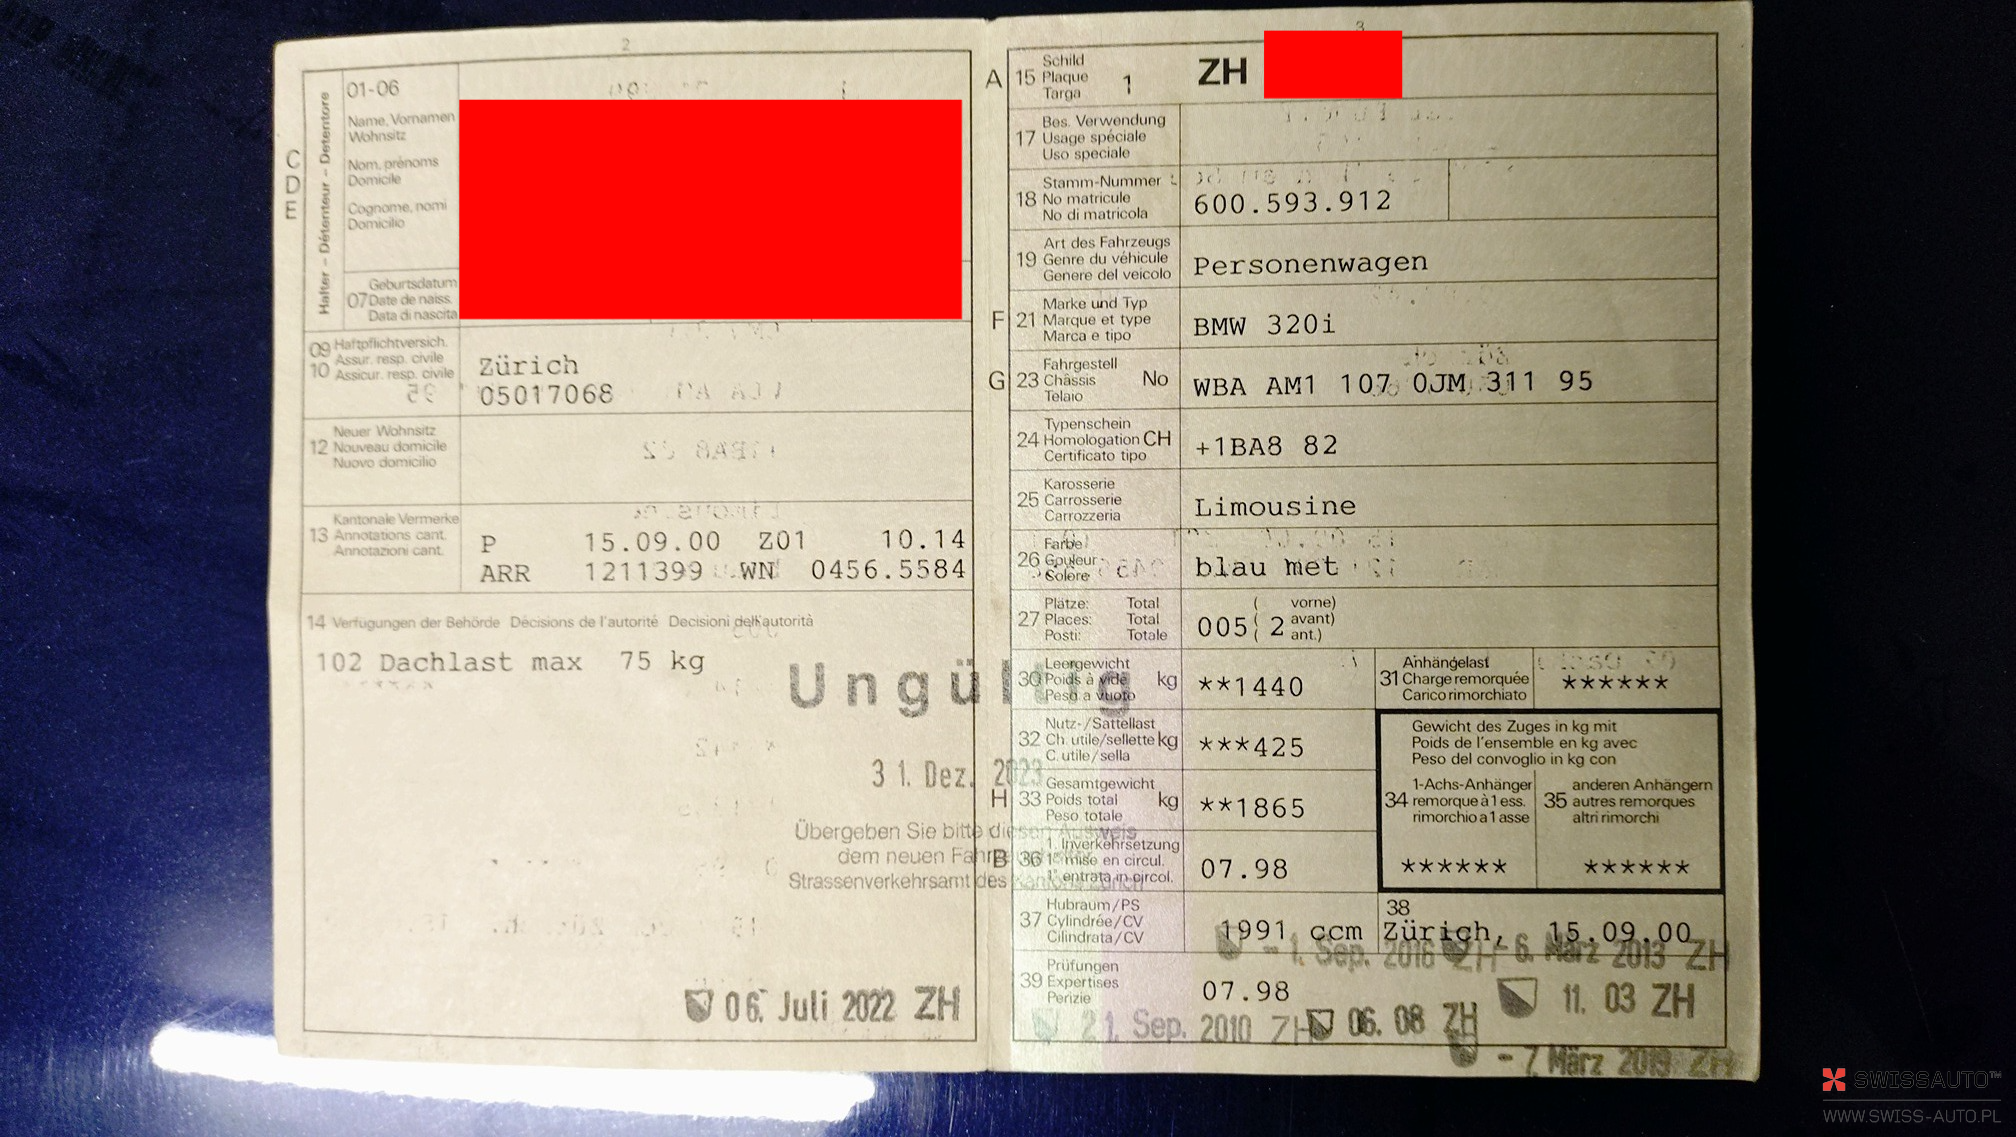 2
Halter – Détenteur – Detentore
C
D
E
01-06
Name, Vornamen
Wohnsitz
Nom, prénoms
Domicile
Cognome, nomi
Domicilio
07 Geburtsdatum
Date de naiss.
Data di nascita
09 Haftpflichtversich.
Assur. resp. civile
10 Assicur. resp. civile
Zürich
05017068
12 Neuer Wohnsitz
Nouveau domicile
Nuovo domicilio
13 Kantonale Vermerke
Annotations cant.
Annotazioni cant.
P 15.09.00 Z01 10.14
ARR 1211399 WN 0456.5584
14 Verfügungen der Behörde Décisions de l'autorité Decisioni dell'autorità
102 Dachlast max 75 kg
Ungültig
31. Dez. 2023
Übergeben Sie bitte diesen Ausweis
dem neuen Fahrzeughalter
Strassenverkehrsamt des Kantons Zürich
06. Juli 2022 ZH
3
A 15 Schild
Plaque
Targa
1 ZH
17 Bes. Verwendung
Usage spéciale
Uso speciale
18 Stamm-Nummer
No matricule
No di matricola
600.593.912
19 Art des Fahrzeugs
Genre du véhicule
Genere del veicolo
Personenwagen
F 21 Marke und Typ
Marque et type
Marca e tipo
BMW 320i
G 23 Fahrgestell
Châssis No
Telaio
WBA AM1 107 0JM 311 95
24 Typenschein
Homologation CH
Certificato tipo
+1BA8 82
25 Karosserie
Carrosserie
Carrozzeria
Limousine
26 Farbe
Couleur
Colore
blau met
27 Plätze: Total
Places: Total
Posti: Totale
005 ( 2 vorne)
( avant)
( ant.)
30 Leergewicht
Poids à vide kg
Peso a vuoto
**1440
31 Anhängelast
Charge remorquée
Carico rimorchiato
******
32 Nutz-/Sattellast
Ch. utile/sellette kg
C. utile/sella
***425
Gewicht des Zuges in kg mit
Poids de l'ensemble en kg avec
Peso del convoglio in kg con
H 33 Gesamtgewicht
Poids total kg
Peso totale
**1865
34 1-Achs-Anhänger
remorque à 1 ess.
rimorchio a 1 asse
******
35 anderen Anhängern
autres remorques
altri rimorchi
******
B 36 1. Inverkehrsetzung
1e mise en circul.
1a entrata in circol.
07.98
37 Hubraum/PS
Cylindrée/CV
Cilindrata/CV
1991 ccm
38
Zürich, 15.09.00
- 1. Sep. 2016 ZH
- 6. März 2013 ZH
39 Prüfungen
Expertises
Perizie
07.98
11. 03 ZH
21. Sep. 2010 ZH
06. 08 ZH
- 7. März 2019 ZH
SWISSAUTO™
WWW.SWISS-AUTO.PL